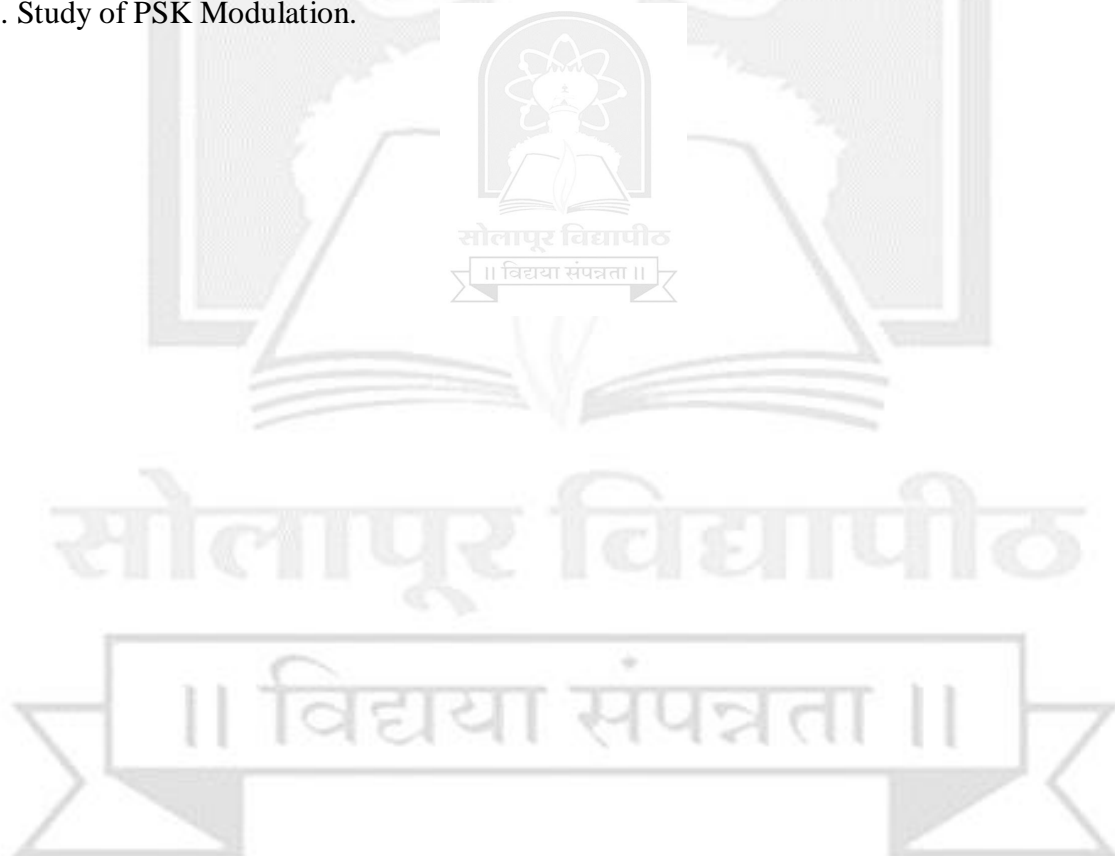 . Study of PSK Modulation.
सोलापूर विद्यापीठ
॥ विद्यया संपन्नता ॥
सोलापूर विद्यापीठ
॥ विद्यया संपन्नता ॥